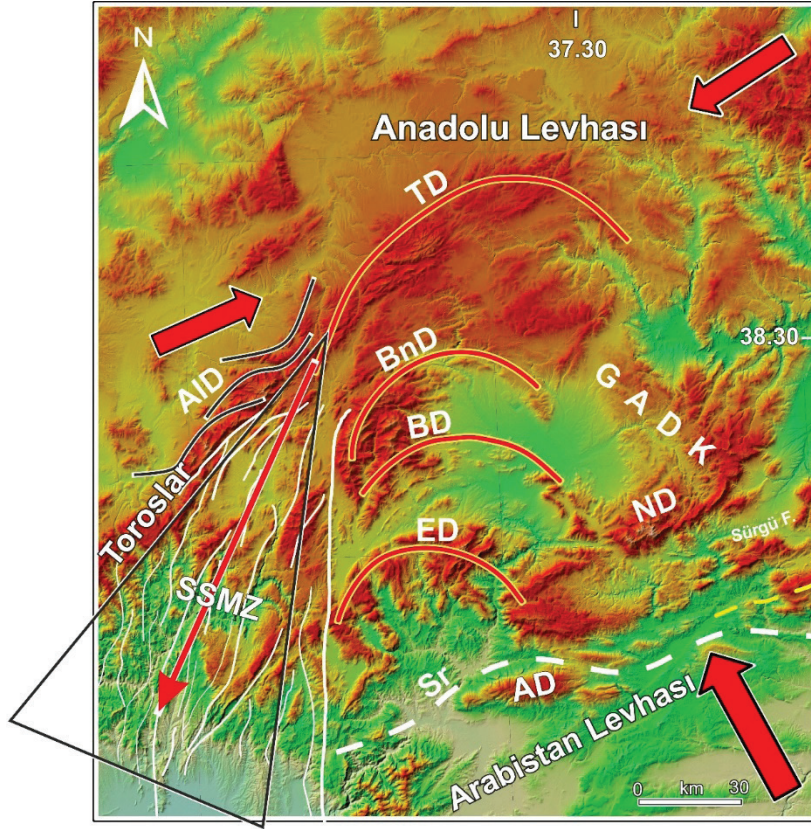 N
37.30
Anadolu Levhası
TD
38.30
AID
BnD
G A D K
BD
Toroslar
ND
ED
Sürgü F.
SSMZ
Sr
AD
Arabistan Levhası
0 km 30